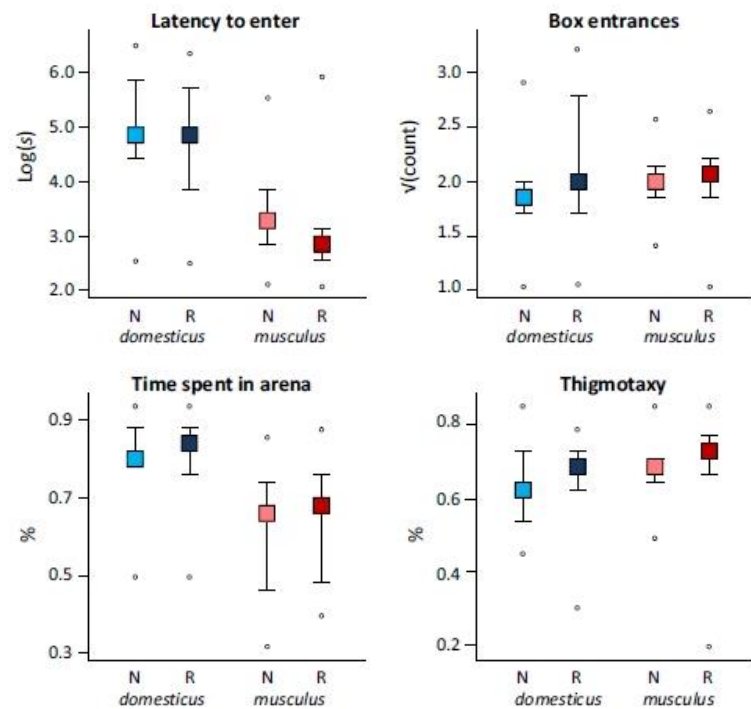 Latency to enter
Log(s)
6.0
5.0
4.0
3.0
2.0
N R N R
domesticus musculus
Box entrances
√(count)
3.0
2.5
2.0
1.5
1.0
N R N R
domesticus musculus
Time spent in arena
%
0.9
0.7
0.5
0.3
N R N R
domesticus musculus
Thigmotaxy
%
0.8
0.6
0.4
0.2
N R N R
domesticus musculus